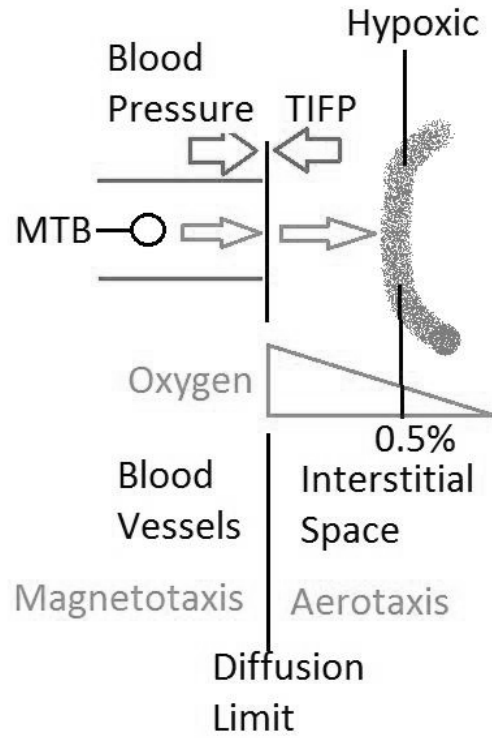 Hypoxic
Blood
Pressure
TIFP
MTB
Oxygen
0.5%
Blood
Vessels
Interstitial
Space
Magnetotaxis
Aerotaxis
Diffusion
Limit